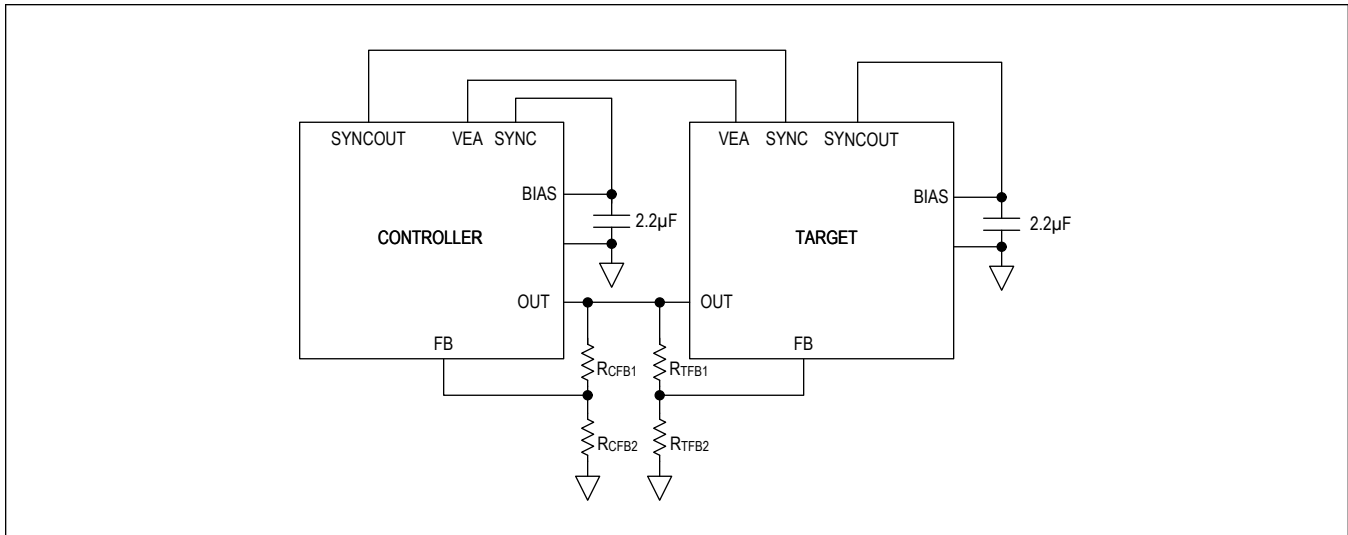 SYNCOUT VEA SYNC
VEA SYNC SYNCOUT
BIAS
2.2µF
CONTROLLER
OUT
FB
BIAS
2.2µF
TARGET
OUT
FB
RCFB1
RTFB1
RCFB2
RTFB2